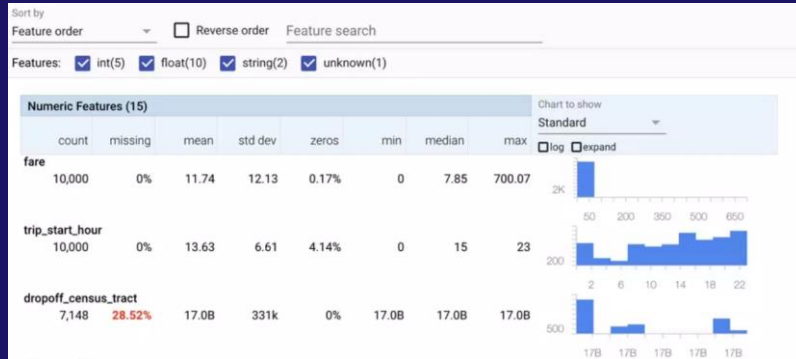 Sort by
Feature order
Reverse order
Feature search
Features: int(5) float(10) string(2) unknown(1)
Numeric Features (15)
count missing mean std dev zeros min median max
Chart to show
Standard
log expand
fare
10,000 0% 11.74 12.13 0.17% 0 7.85 700.07
2K
50 200 350 500 650
trip_start_hour
10,000 0% 13.63 6.61 4.14% 0 15 23
200
2 6 10 14 18 22
dropoff_census_tract
7,148 28.52% 17.0B 331k 0% 17.0B 17.0B 17.0B
500
17B 17B 17B 17B 17B